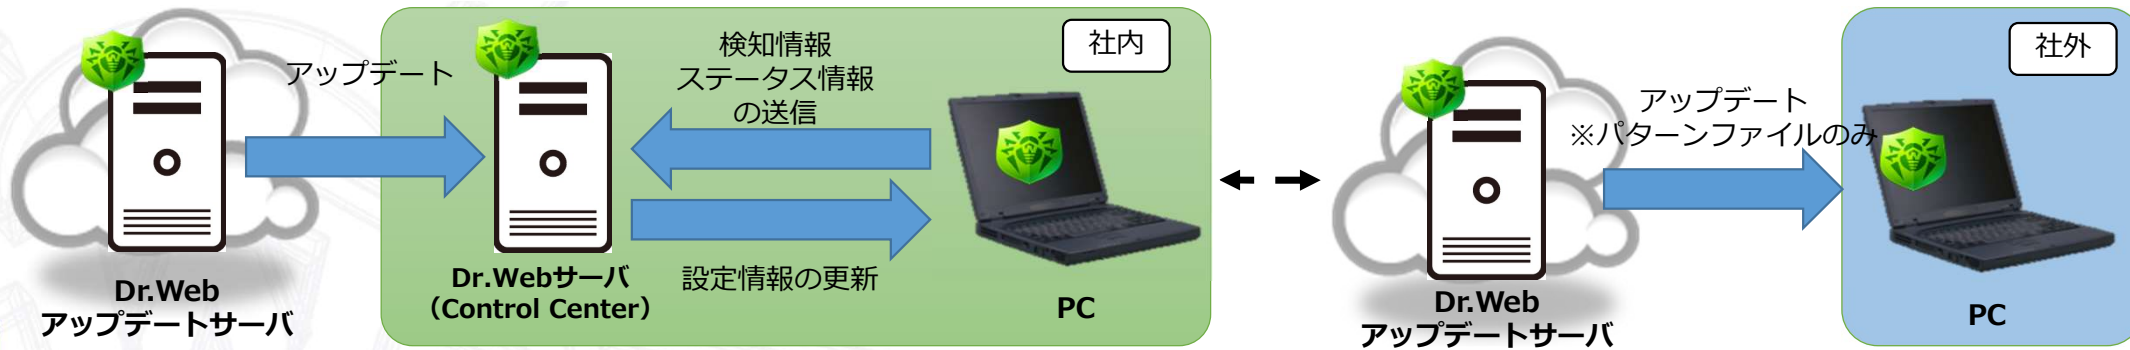 アップデート
検知情報
ステータス情報
の送信
社内
設定情報の更新
Dr.Web
アップデートサーバ
Dr.Webサーバ
（Control Center）
PC
アップデート
※パターンファイルのみ
社外
Dr.Web
アップデートサーバ
PC